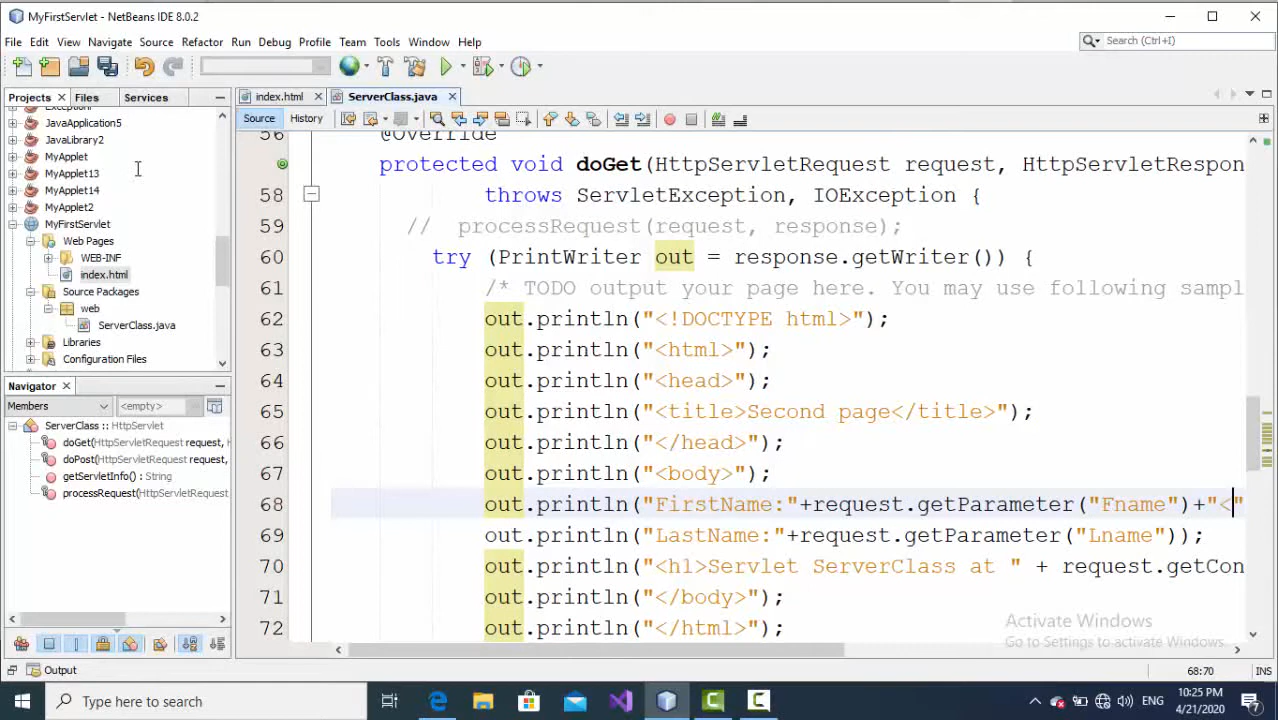 MyFirstServlet - NetBeans IDE 8.0.2
File Edit View Navigate Source Refactor Run Debug Profile Team Tools Window Help
Search (Ctrl+I)
Projects Files Services
index.html ServerClass.java
Source History
JavaApplication5
JavaLibrary2
MyApplet
MyApplet13
MyApplet14
MyApplet2
MyFirstServlet
Web Pages
WEB-INF
index.html
Source Packages
web
ServerClass.java
Libraries
Configuration Files
Navigator
Members <empty>
ServerClass :: HttpServlet
doGet(HttpServletRequest request, H
doPost(HttpServletRequest request,
getServletInfo() : String
processRequest(HttpServletRequest
56 @Override
protected void doGet(HttpServletRequest request, HttpServletRespon
58 throws ServletException, IOException {
59 // processRequest(request, response);
60 try (PrintWriter out = response.getWriter()) {
61 /* TODO output your page here. You may use following sampl
62 out.println("<!DOCTYPE html>");
63 out.println("<html>");
64 out.println("<head>");
65 out.println("<title>Second page</title>");
66 out.println("</head>");
67 out.println("<body>");
68 out.println("FirstName:"+request.getParameter("Fname")+"<"
69 out.println("LastName:"+request.getParameter("Lname"));
70 out.println("<h1>Servlet ServerClass at " + request.getCon
71 out.println("</body>");
72 out.println("</html>");
Activate Windows
Go to Settings to activate Windows.
Output
68:70 INS
Type here to search
ENG
10:25 PM
4/21/2020
7